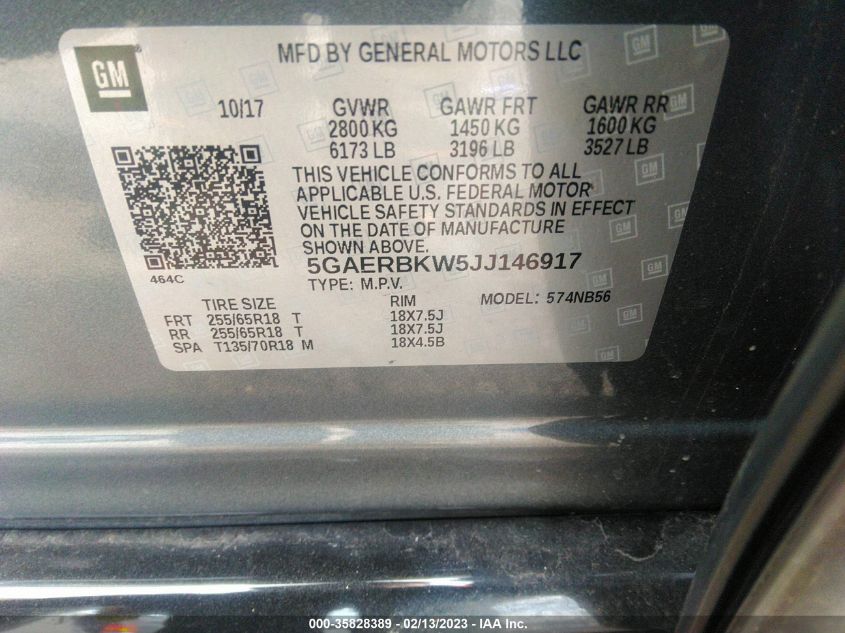 GM
MFD BY GENERAL MOTORS LLC
10/17 GVWR GAWR FRT GAWR RR
2800 KG 1450 KG 1600 KG
6173 LB 3196 LB 3527 LB
THIS VEHICLE CONFORMS TO ALL
APPLICABLE U.S. FEDERAL MOTOR
VEHICLE SAFETY STANDARDS IN EFFECT
ON THE DATE OF MANUFACTURE
SHOWN ABOVE.
464C
5GAERBKW5JJ146917
TYPE: M.P.V.
TIRE SIZE RIM MODEL: 574NB56
FRT 255/65R18 T 18X7.5J
RR 255/65R18 T 18X7.5J
SPA T135/70R18 M 18X4.5B
000-35828389 - 02/13/2023 - IAA Inc.